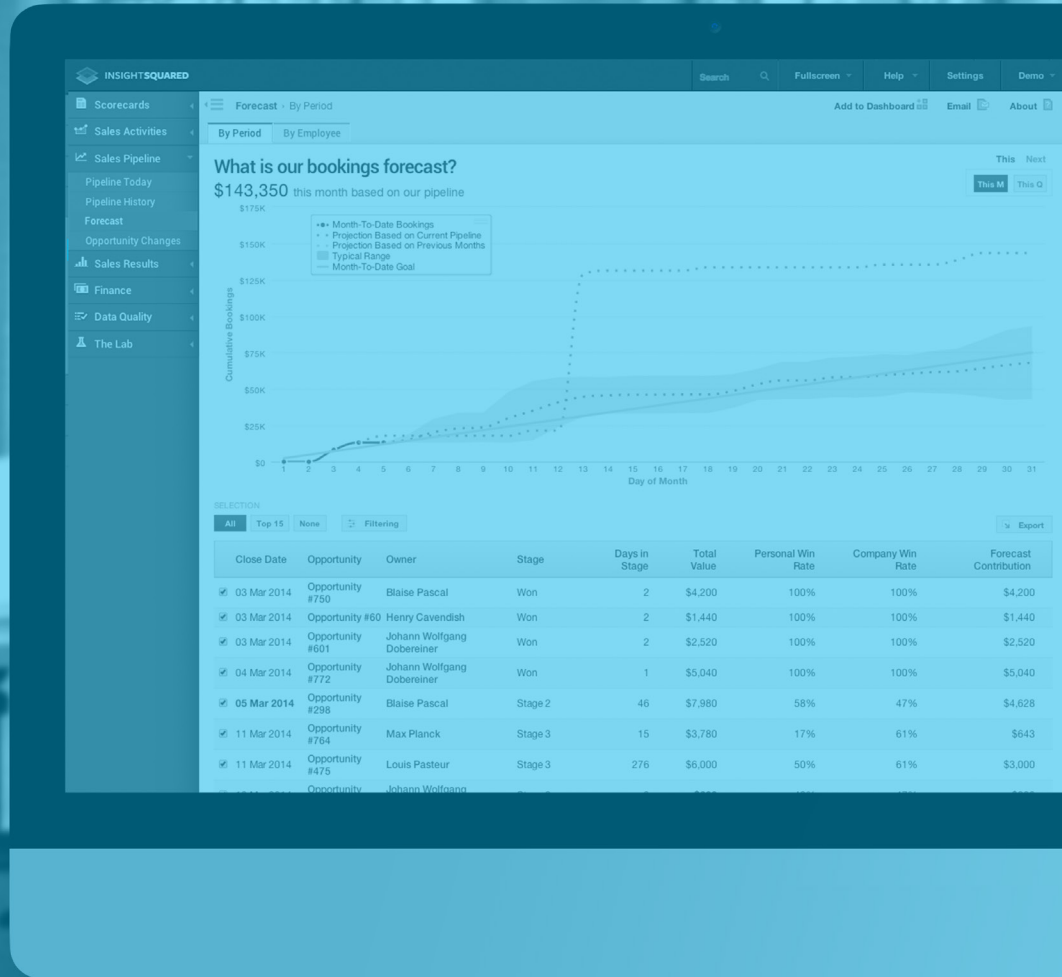 INSIGHTSQUARED
Search Fullscreen Help Settings Demo
Scorecards
Sales Activities
Sales Pipeline
Pipeline Today
Pipeline History
Forecast
Opportunity Changes
Sales Results
Finance
Data Quality
The Lab
Forecast By Period
Add to Dashboard Email About
By Period By Employee
What is our bookings forecast?
$143,350 this month based on our pipeline
This Next
This M This Q
Month-To-Date Bookings
Projection Based on Current Pipeline
Projection Based on Previous Months
Typical Range
Month-To-Date Goal
Cumulative Bookings
$175K
$150K
$125K
$100K
$75K
$50K
$25K
$0
1 2 3 4 5 6 7 8 9 10 11 12 13 14 15 16 17 18 19 20 21 22 23 24 25 26 27 28 29 30 31
Day of Month
SELECTION
All Top 15 None Filtering Export
Close Date Opportunity Owner Stage Days in Stage Total Value Personal Win Rate Company Win Rate Forecast Contribution
03 Mar 2014 Opportunity #750 Blaise Pascal Won 2 $4,200 100% 100% $4,200
03 Mar 2014 Opportunity #60 Henry Cavendish Won 2 $1,440 100% 100% $1,440
03 Mar 2014 Opportunity #601 Johann Wolfgang Dobereiner Won 2 $2,520 100% 100% $2,520
04 Mar 2014 Opportunity #772 Johann Wolfgang Dobereiner Won 1 $5,040 100% 100% $5,040
05 Mar 2014 Opportunity #298 Blaise Pascal Stage 2 46 $7,980 58% 47% $4,628
11 Mar 2014 Opportunity #764 Max Planck Stage 3 15 $3,780 17% 61% $643
11 Mar 2014 Opportunity #475 Louis Pasteur Stage 3 276 $6,000 50% 61% $3,000
Opportunity Johann Wolfgang